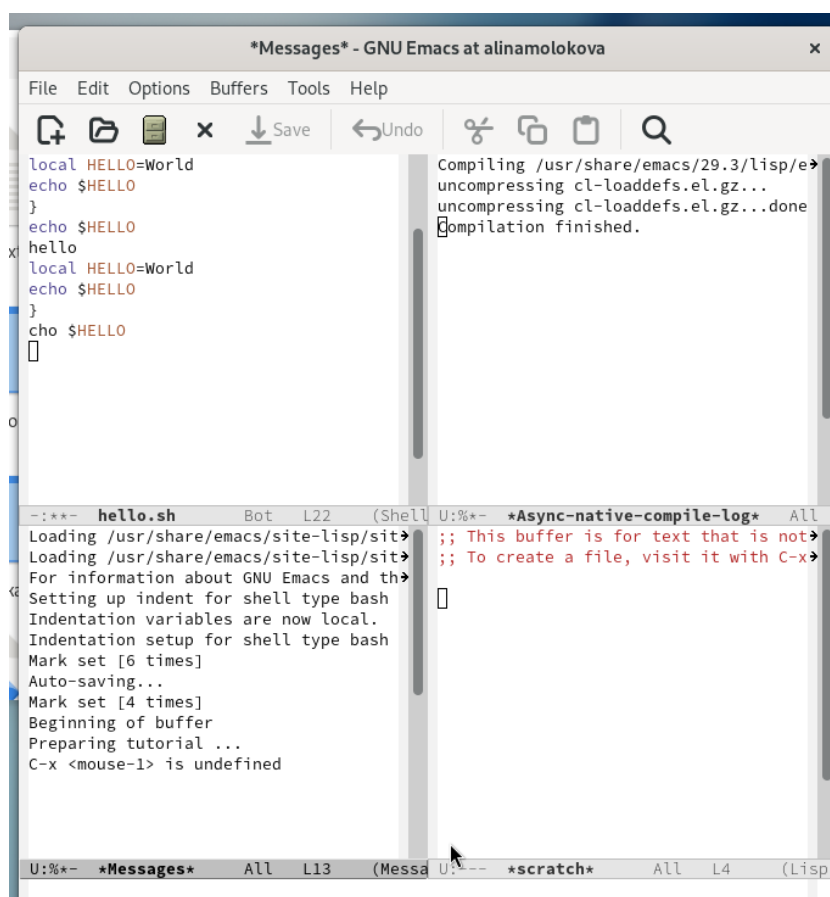 *Messages* - GNU Emacs at alinamolokova
File Edit Options Buffers Tools Help
Save Undo
local HELLO=World
echo $HELLO
}
echo $HELLO
hello
local HELLO=World
echo $HELLO
}
cho $HELLO
-:**- hello.sh Bot L22 (Shell
Compiling /usr/share/emacs/29.3/lisp/e
uncompressing cl-loaddefs.el.gz...
uncompressing cl-loaddefs.el.gz...done
Compilation finished.
U:%*- *Async-native-compile-log* All
Loading /usr/share/emacs/site-lisp/sit
Loading /usr/share/emacs/site-lisp/sit
For information about GNU Emacs and th
Setting up indent for shell type bash
Indentation variables are now local.
Indentation setup for shell type bash
Mark set [6 times]
Auto-saving...
Mark set [4 times]
Beginning of buffer
Preparing tutorial ...
C-x <mouse-1> is undefined
U:%*- *Messages* All L13 (Messa
;; This buffer is for text that is not
;; To create a file, visit it with C-x
U:--- *scratch* All L4 (Lisp